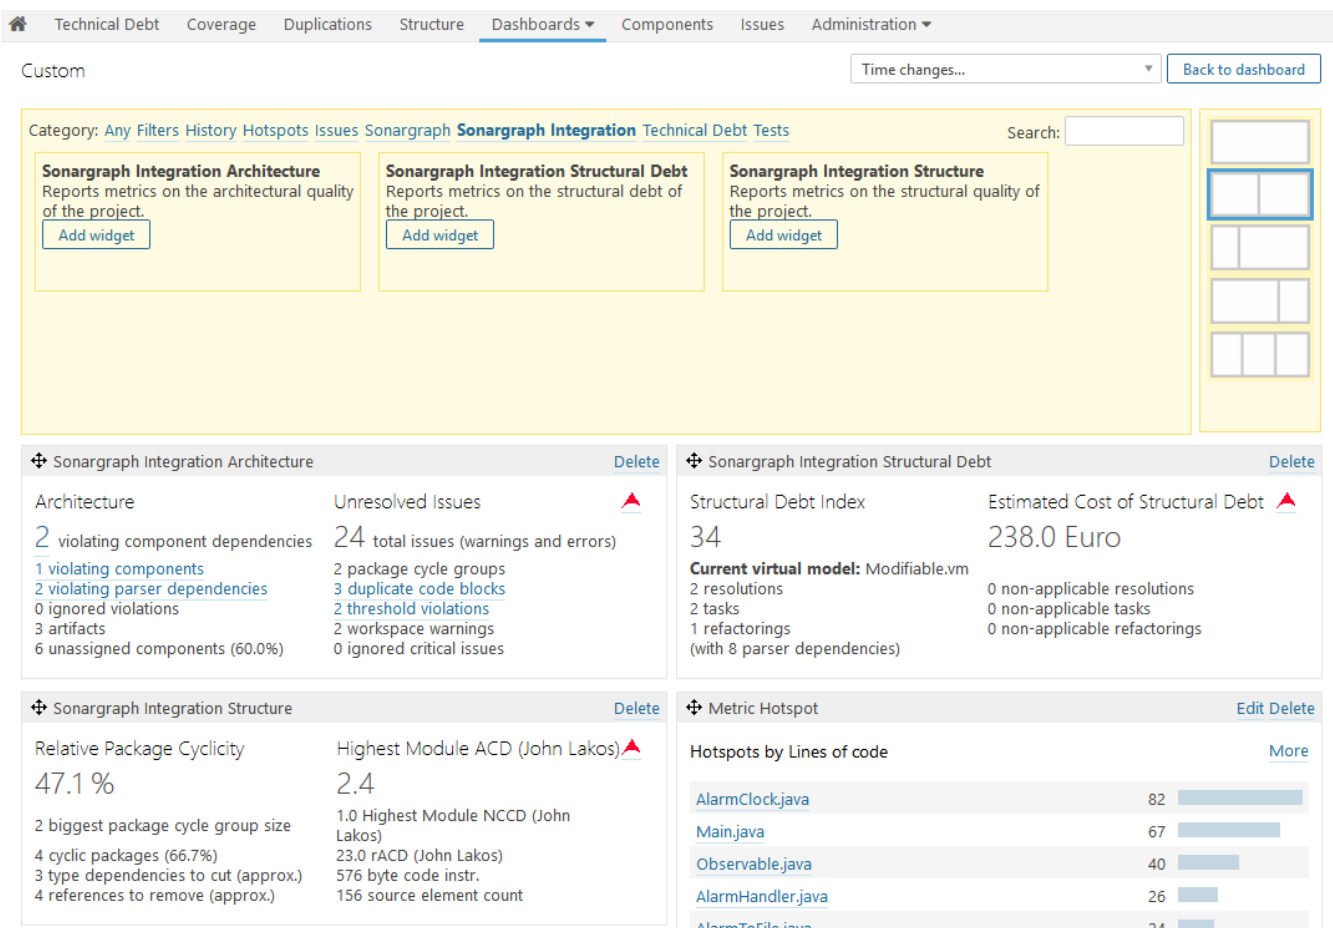 Technical Debt Coverage Duplications Structure Dashboards Components Issues Administration
Custom
Time changes...
Back to dashboard
Category: Any Filters History Hotspots Issues Sonargraph Sonargraph Integration Technical Debt Tests
Search:
Sonargraph Integration Architecture
Reports metrics on the architectural quality
of the project.
Add widget
Sonargraph Integration Structural Debt
Reports metrics on the structural debt of
the project.
Add widget
Sonargraph Integration Structure
Reports metrics on the structural quality of
the project.
Add widget
Sonargraph Integration Architecture
Delete
Architecture
2 violating component dependencies
1 violating components
2 violating parser dependencies
0 ignored violations
3 artifacts
6 unassigned components (60.0%)
Unresolved Issues
24 total issues (warnings and errors)
2 package cycle groups
3 duplicate code blocks
2 threshold violations
2 workspace warnings
0 ignored critical issues
Sonargraph Integration Structural Debt
Delete
Structural Debt Index
34
Current virtual model: Modifiable.vm
2 resolutions
2 tasks
1 refactorings
(with 8 parser dependencies)
Estimated Cost of Structural Debt
238.0 Euro
0 non-applicable resolutions
0 non-applicable tasks
0 non-applicable refactorings
Sonargraph Integration Structure
Delete
Relative Package Cyclicity
47.1 %
2 biggest package cycle group size
4 cyclic packages (66.7%)
3 type dependencies to cut (approx.)
4 references to remove (approx.)
Highest Module ACD (John Lakos)
2.4
1.0 Highest Module NCCD (John
Lakos)
23.0 rACD (John Lakos)
576 byte code instr.
156 source element count
Metric Hotspot
Edit Delete
Hotspots by Lines of code
More
AlarmClock.java 82
Main.java 67
Observable.java 40
AlarmHandler.java 26
AlarmToFile.java 24